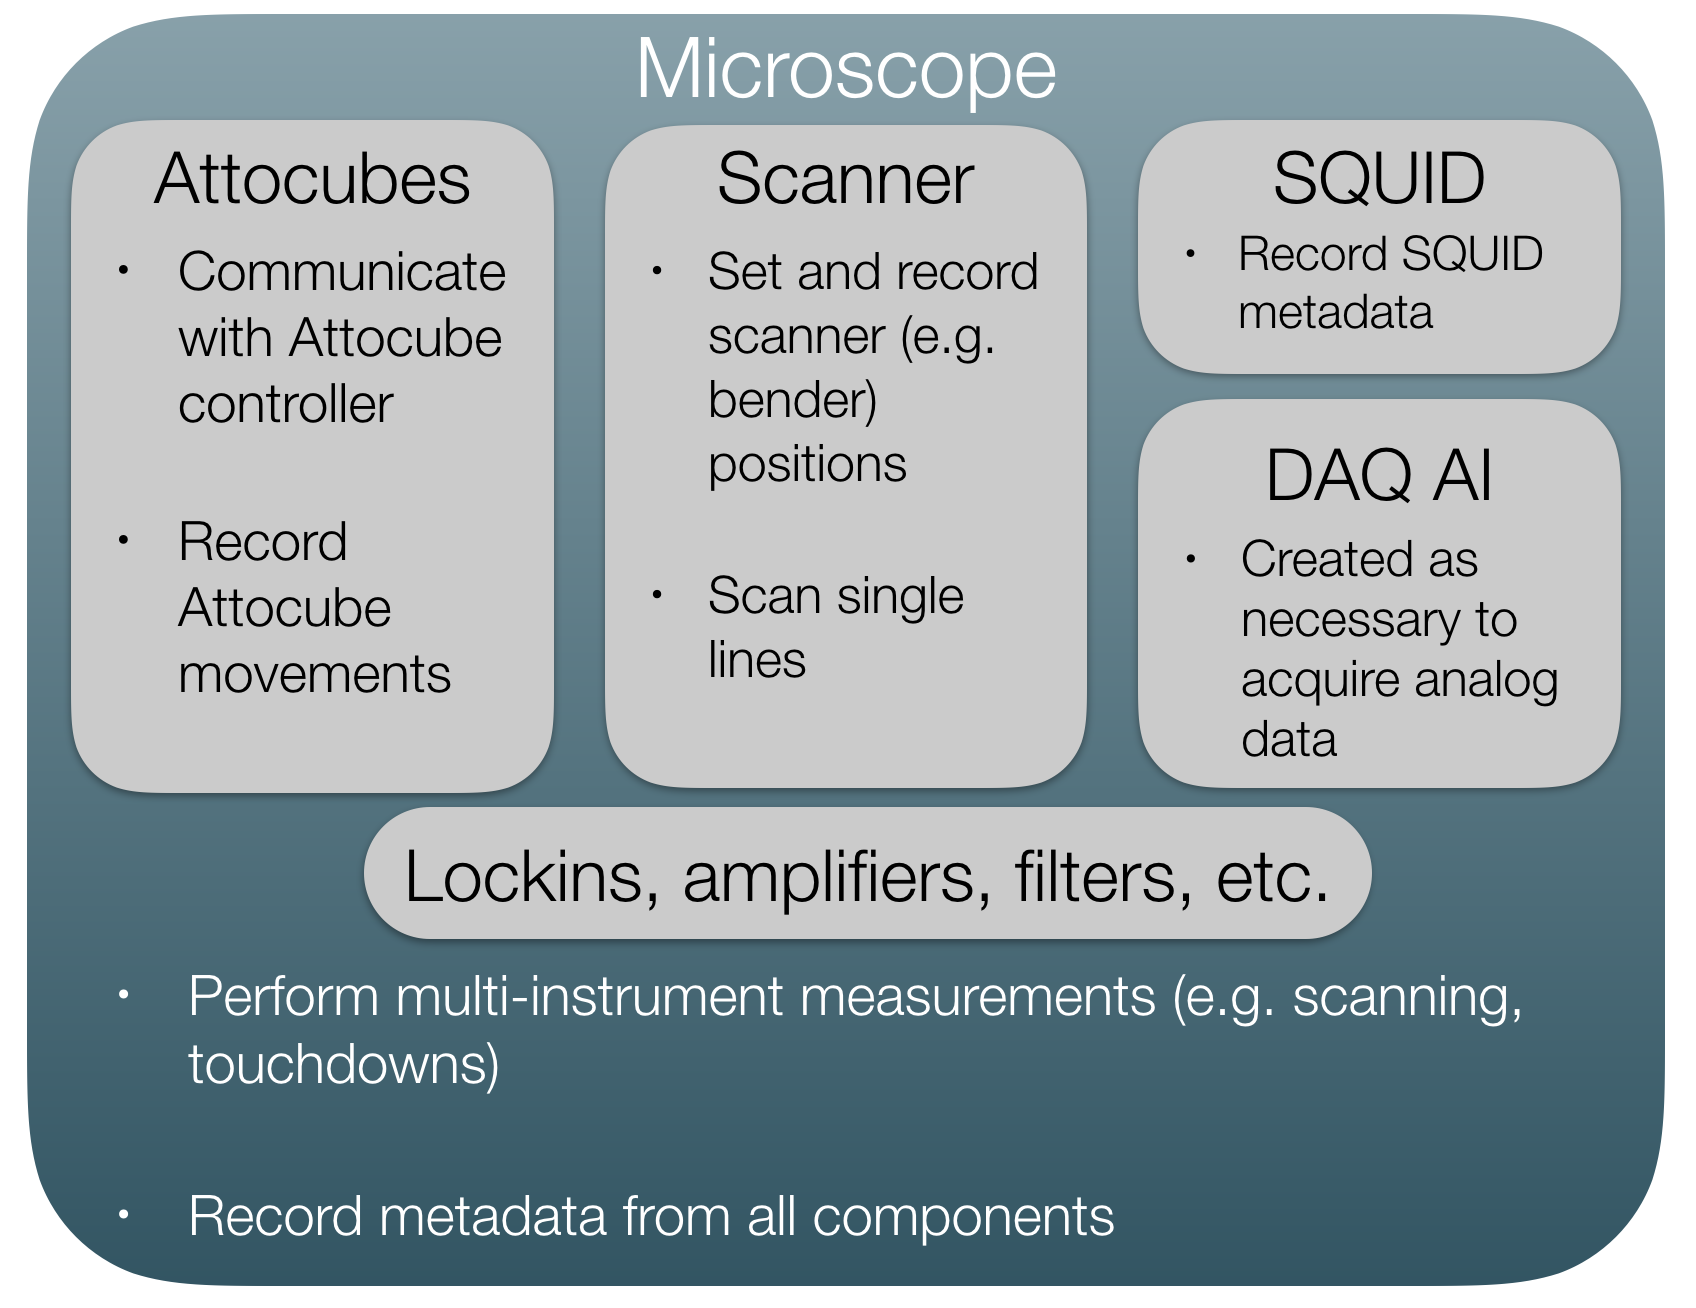 Microscope
Attocubes
• Communicate
with Attocube
controller
• Record
Attocube
movements
Scanner
• Set and record
scanner (e.g.
bender)
positions
• Scan single
lines
SQUID
• Record SQUID
metadata
DAQ AI
• Created as
necessary to
acquire analog
data
Lockins, amplifiers, filters, etc.
• Perform multi-instrument measurements (e.g. scanning,
touchdowns)
• Record metadata from all components